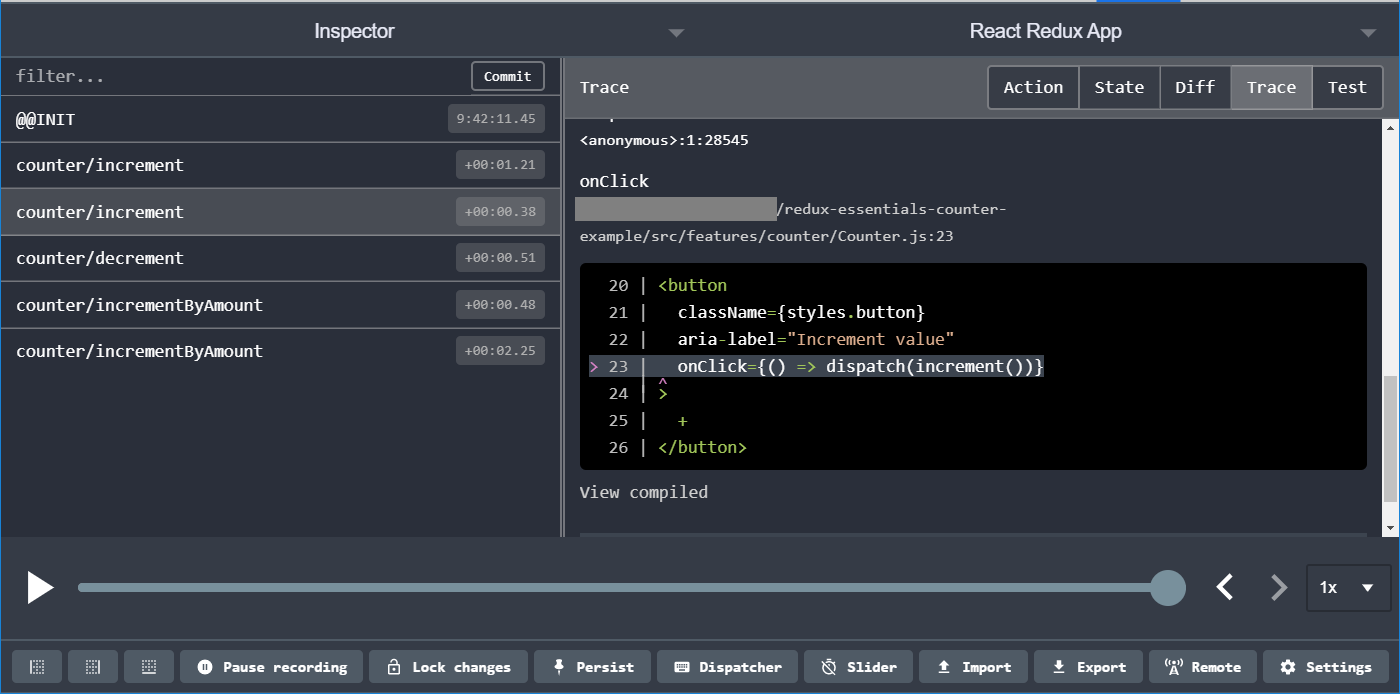 Inspector
React Redux App
filter...
Commit
@@INIT
9:42:11.45
counter/increment
+00:01.21
counter/increment
+00:00.38
counter/decrement
+00:00.51
counter/incrementByAmount
+00:00.48
counter/incrementByAmount
+00:02.25
Trace
Action
State
Diff
Trace
Test
<anonymous>:1:28545
onClick
/redux-essentials-counter-
example/src/features/counter/Counter.js:23
20 | <button
21 |   className={styles.button}
22 |   aria-label="Increment value"
> 23 |   onClick={() => dispatch(increment())}
| ^
24 | >
25 |   +
26 | </button>
View compiled
1x
Pause recording
Lock changes
Persist
Dispatcher
Slider
Import
Export
Remote
Settings